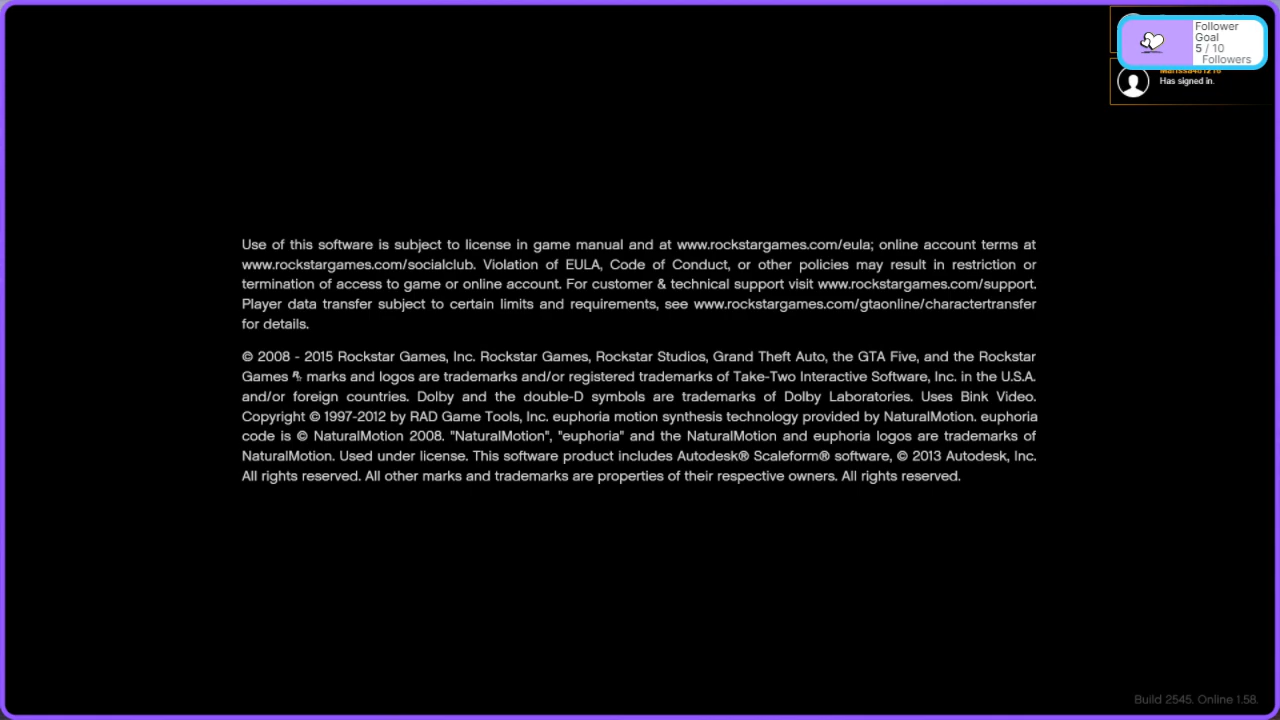 Follower
Goal
5 / 10
Followers
Has signed in.
Use of this software is subject to license in game manual and at www.rockstargames.com/eula; online account terms at
www.rockstargames.com/socialclub. Violation of EULA, Code of Conduct, or other policies may result in restriction or
termination of access to game or online account. For customer & technical support visit www.rockstargames.com/support.
Player data transfer subject to certain limits and requirements, see www.rockstargames.com/gtaonline/charactertransfer
for details.
© 2008 - 2015 Rockstar Games, Inc. Rockstar Games, Rockstar Studios, Grand Theft Auto, the GTA Five, and the Rockstar
Games R* marks and logos are trademarks and/or registered trademarks of Take-Two Interactive Software, Inc. in the U.S.A.
and/or foreign countries. Dolby and the double-D symbols are trademarks of Dolby Laboratories. Uses Bink Video.
Copyright © 1997-2012 by RAD Game Tools, Inc. euphoria motion synthesis technology provided by NaturalMotion. euphoria
code is © NaturalMotion 2008. "NaturalMotion", "euphoria" and the NaturalMotion and euphoria logos are trademarks of
NaturalMotion. Used under license. This software product includes Autodesk® Scaleform® software, © 2013 Autodesk, Inc.
All rights reserved. All other marks and trademarks are properties of their respective owners. All rights reserved.
Build 2545. Online 1.58.